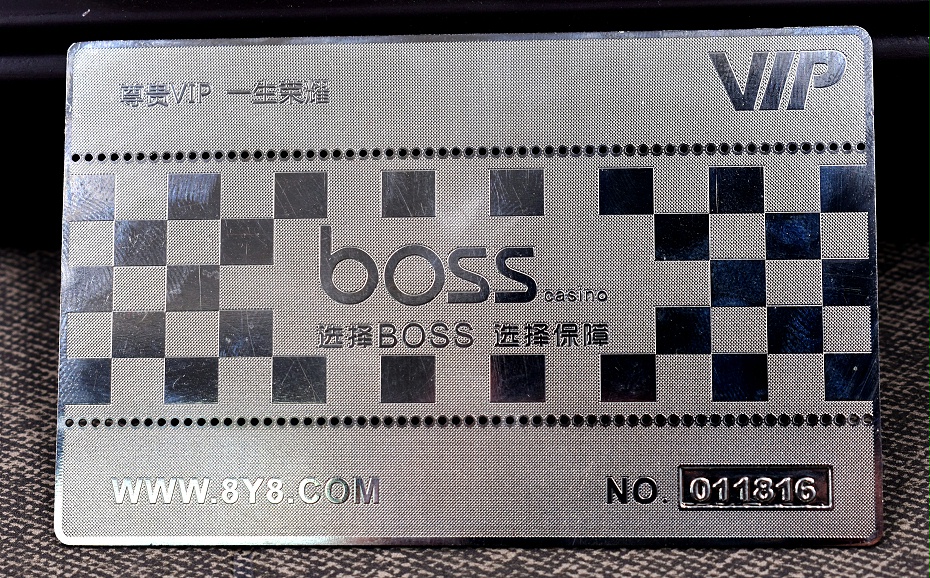 尊贵VIP 一生荣耀
VIP
boss
casino
选择BOSS 选择保障
WWW.8Y8.COM
NO. 011816